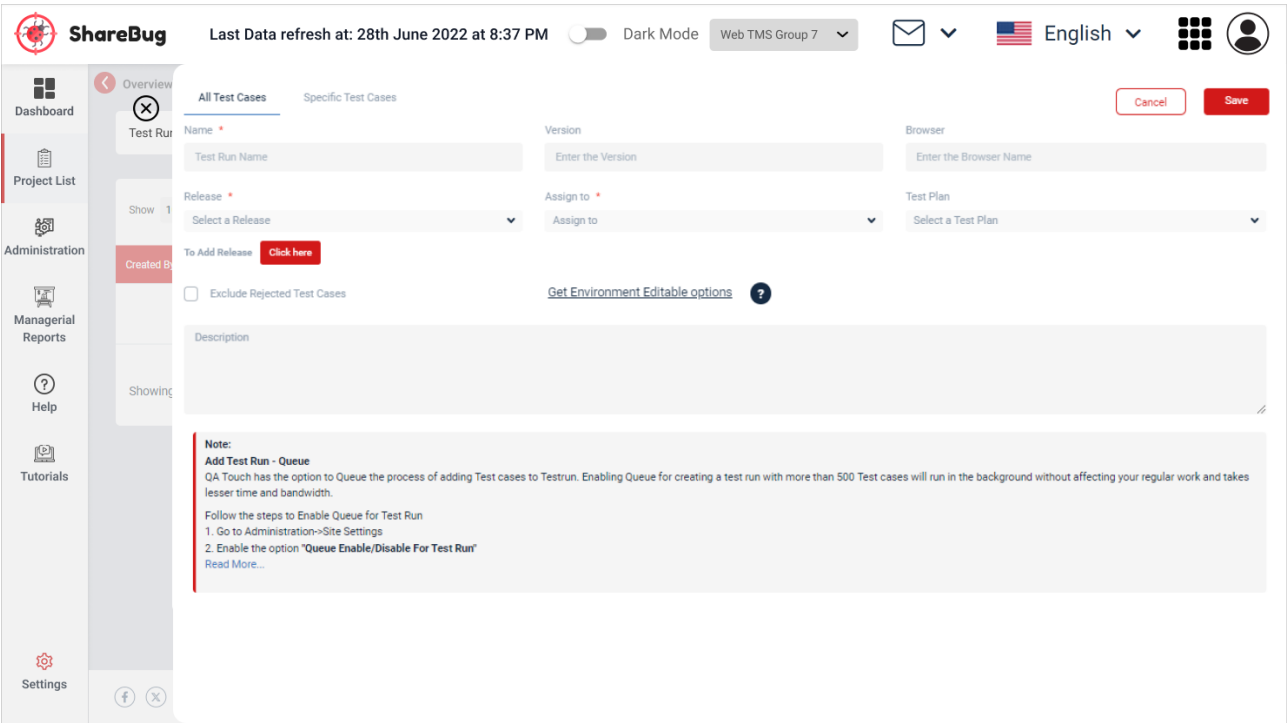 ShareBug
Last Data refresh at: 28th June 2022 at 8:37 PM
Dark Mode
Web TMS Group 7
English
Dashboard
Project List
Administration
Managerial
Reports
Help
Tutorials
Settings
Overview
Test Run
Show 1
Created By
Showing
All Test Cases
Specific Test Cases
Cancel
Save
Name *
Version
Browser
Test Run Name
Enter the Version
Enter the Browser Name
Release *
Assign to *
Test Plan
Select a Release
Assign to
Select a Test Plan
To Add Release
Click here
Exclude Rejected Test Cases
Get Environment Editable options
?
Description
Note:
Add Test Run - Queue
QA Touch has the option to Queue the process of adding Test cases to Testrun. Enabling Queue for creating a test run with more than 500 Test cases will run in the background without affecting your regular work and takes
lesser time and bandwidth.
Follow the steps to Enable Queue for Test Run
1. Go to Administration->Site Settings
2. Enable the option "Queue Enable/Disable For Test Run"
Read More...